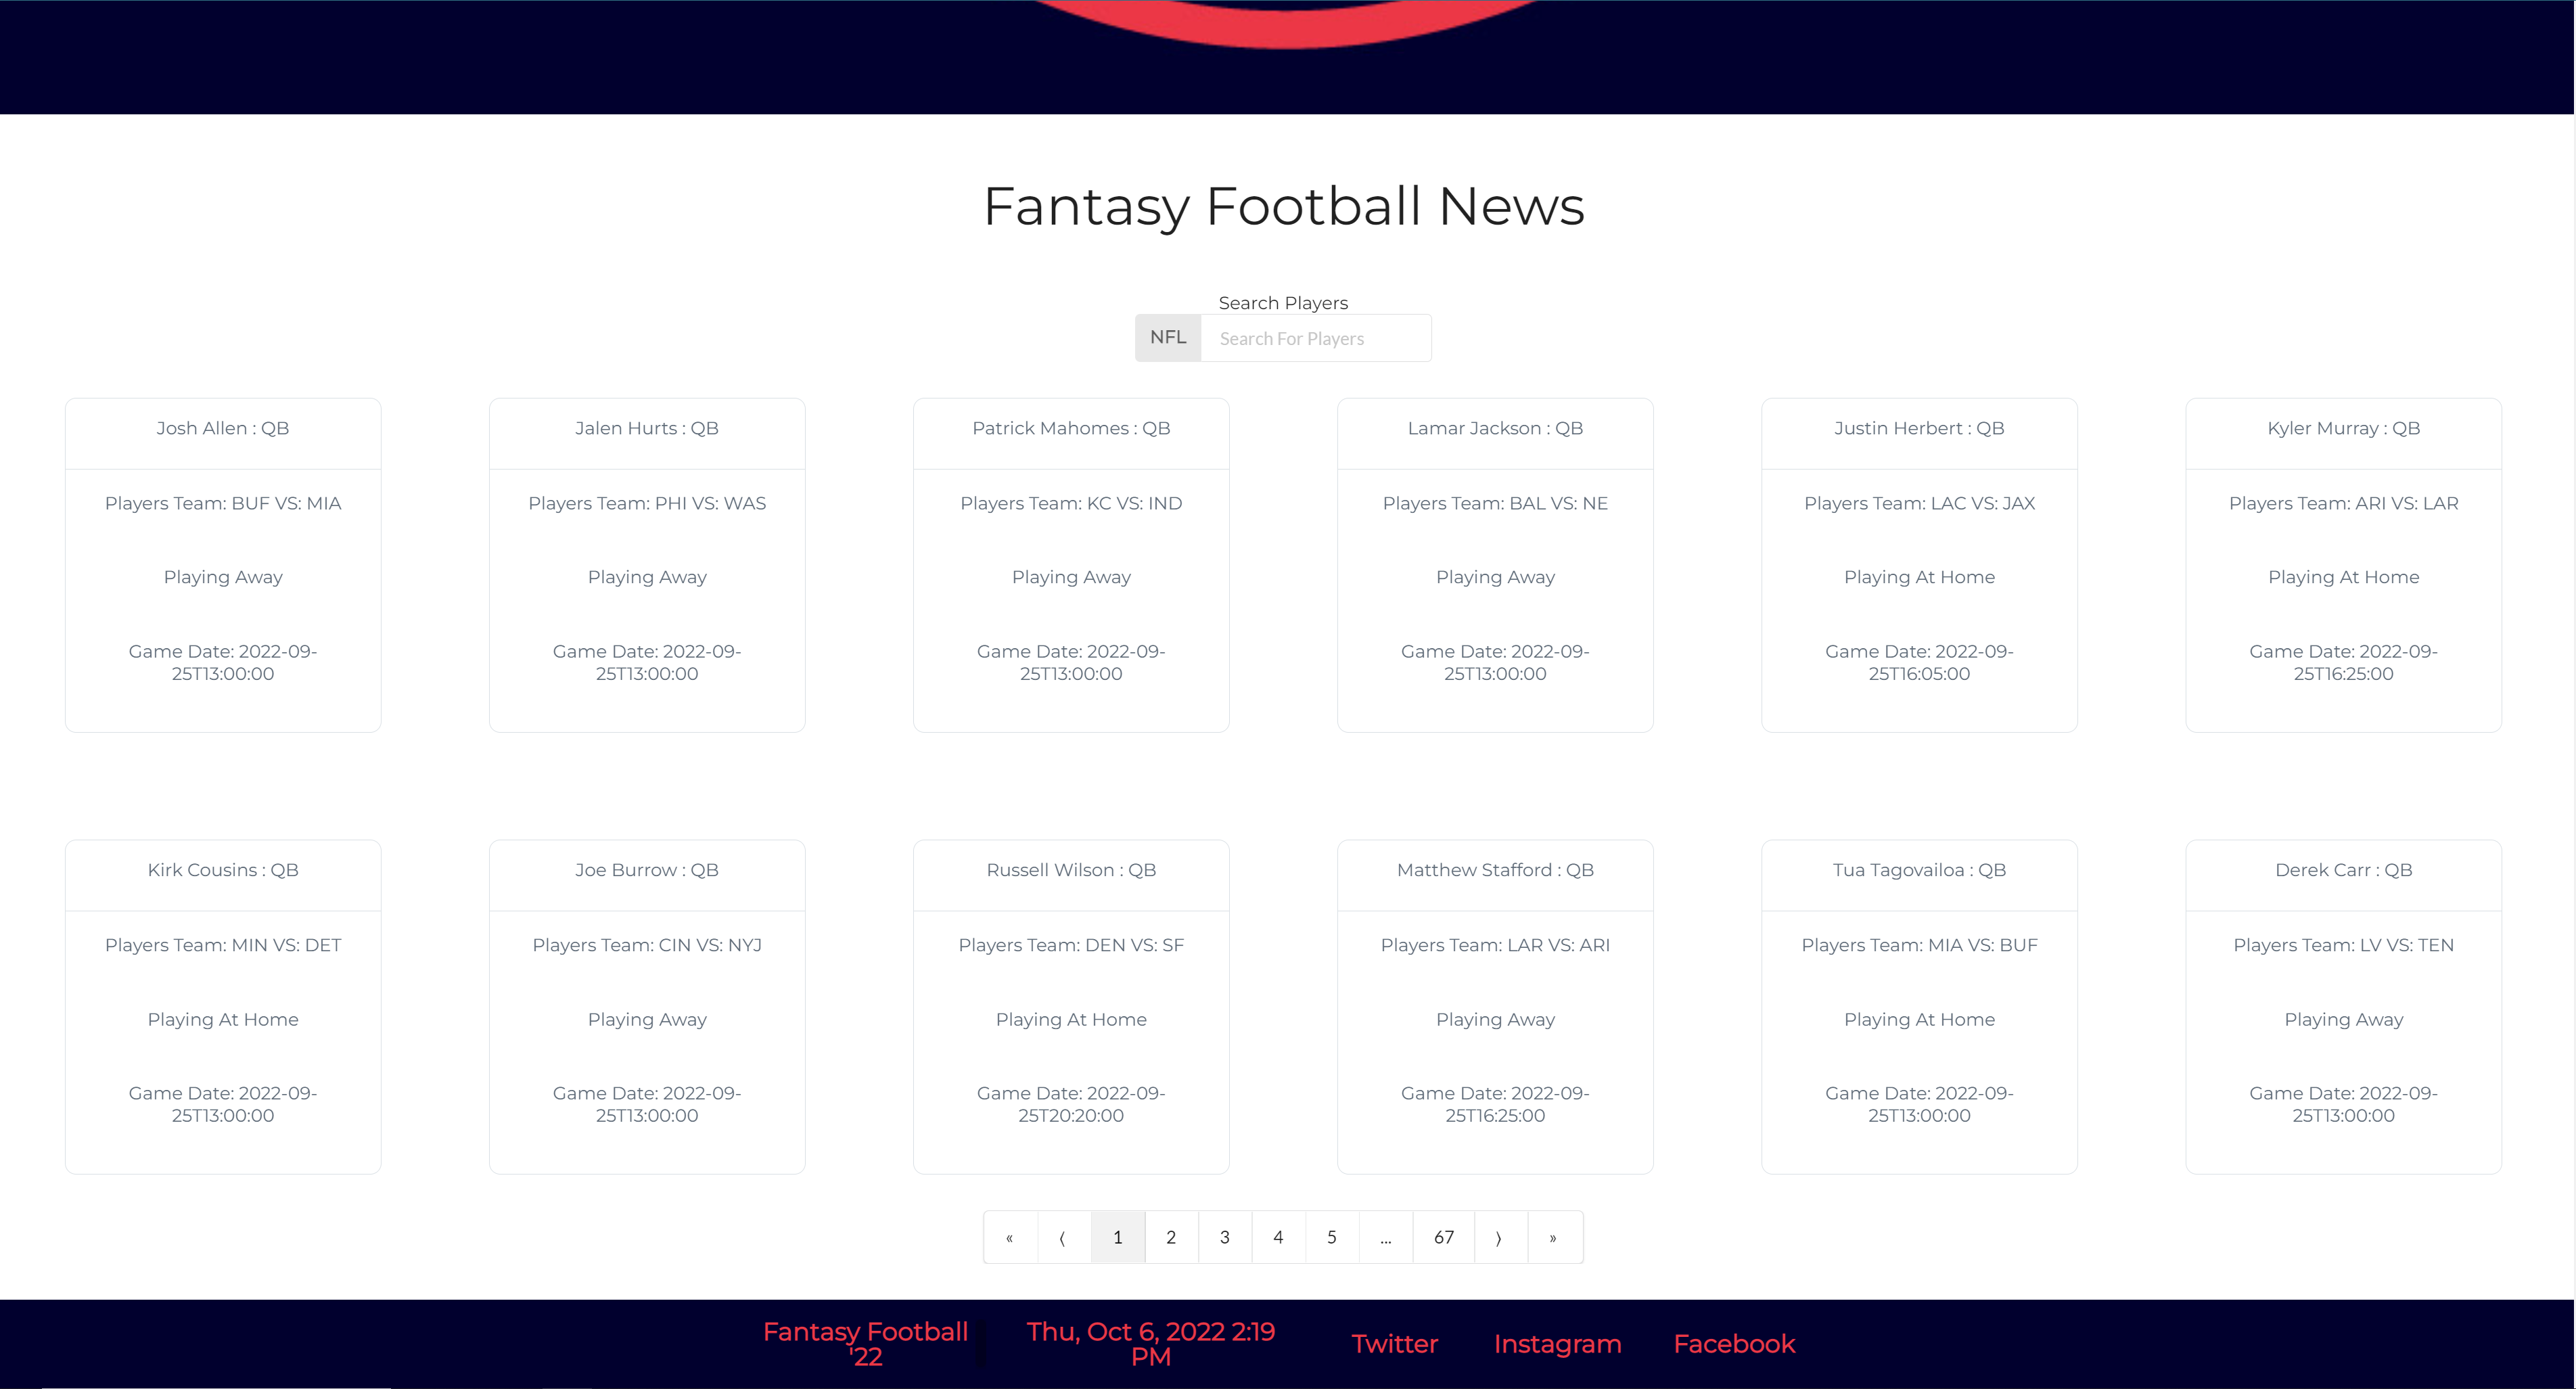 Fantasy Football News
Search Players
NFL
Search For Players
Josh Allen : QB
Players Team: BUF VS: MIA
Playing Away
Game Date: 2022-09-
25T13:00:00
Jalen Hurts : QB
Players Team: PHI VS: WAS
Playing Away
Game Date: 2022-09-
25T13:00:00
Patrick Mahomes : QB
Players Team: KC VS: IND
Playing Away
Game Date: 2022-09-
25T13:00:00
Lamar Jackson : QB
Players Team: BAL VS: NE
Playing Away
Game Date: 2022-09-
25T13:00:00
Justin Herbert : QB
Players Team: LAC VS: JAX
Playing At Home
Game Date: 2022-09-
25T16:05:00
Kyler Murray : QB
Players Team: ARI VS: LAR
Playing At Home
Game Date: 2022-09-
25T16:25:00
Kirk Cousins : QB
Players Team: MIN VS: DET
Playing At Home
Game Date: 2022-09-
25T13:00:00
Joe Burrow : QB
Players Team: CIN VS: NYJ
Playing Away
Game Date: 2022-09-
25T13:00:00
Russell Wilson : QB
Players Team: DEN VS: SF
Playing At Home
Game Date: 2022-09-
25T20:20:00
Matthew Stafford : QB
Players Team: LAR VS: ARI
Playing Away
Game Date: 2022-09-
25T16:25:00
Tua Tagovailoa : QB
Players Team: MIA VS: BUF
Playing At Home
Game Date: 2022-09-
25T13:00:00
Derek Carr : QB
Players Team: LV VS: TEN
Playing Away
Game Date: 2022-09-
25T13:00:00
« ⟨ 1 2 3 4 5 ... 67 ⟩ »
Fantasy Football
'22
Thu, Oct 6, 2022 2:19
PM
Twitter
Instagram
Facebook